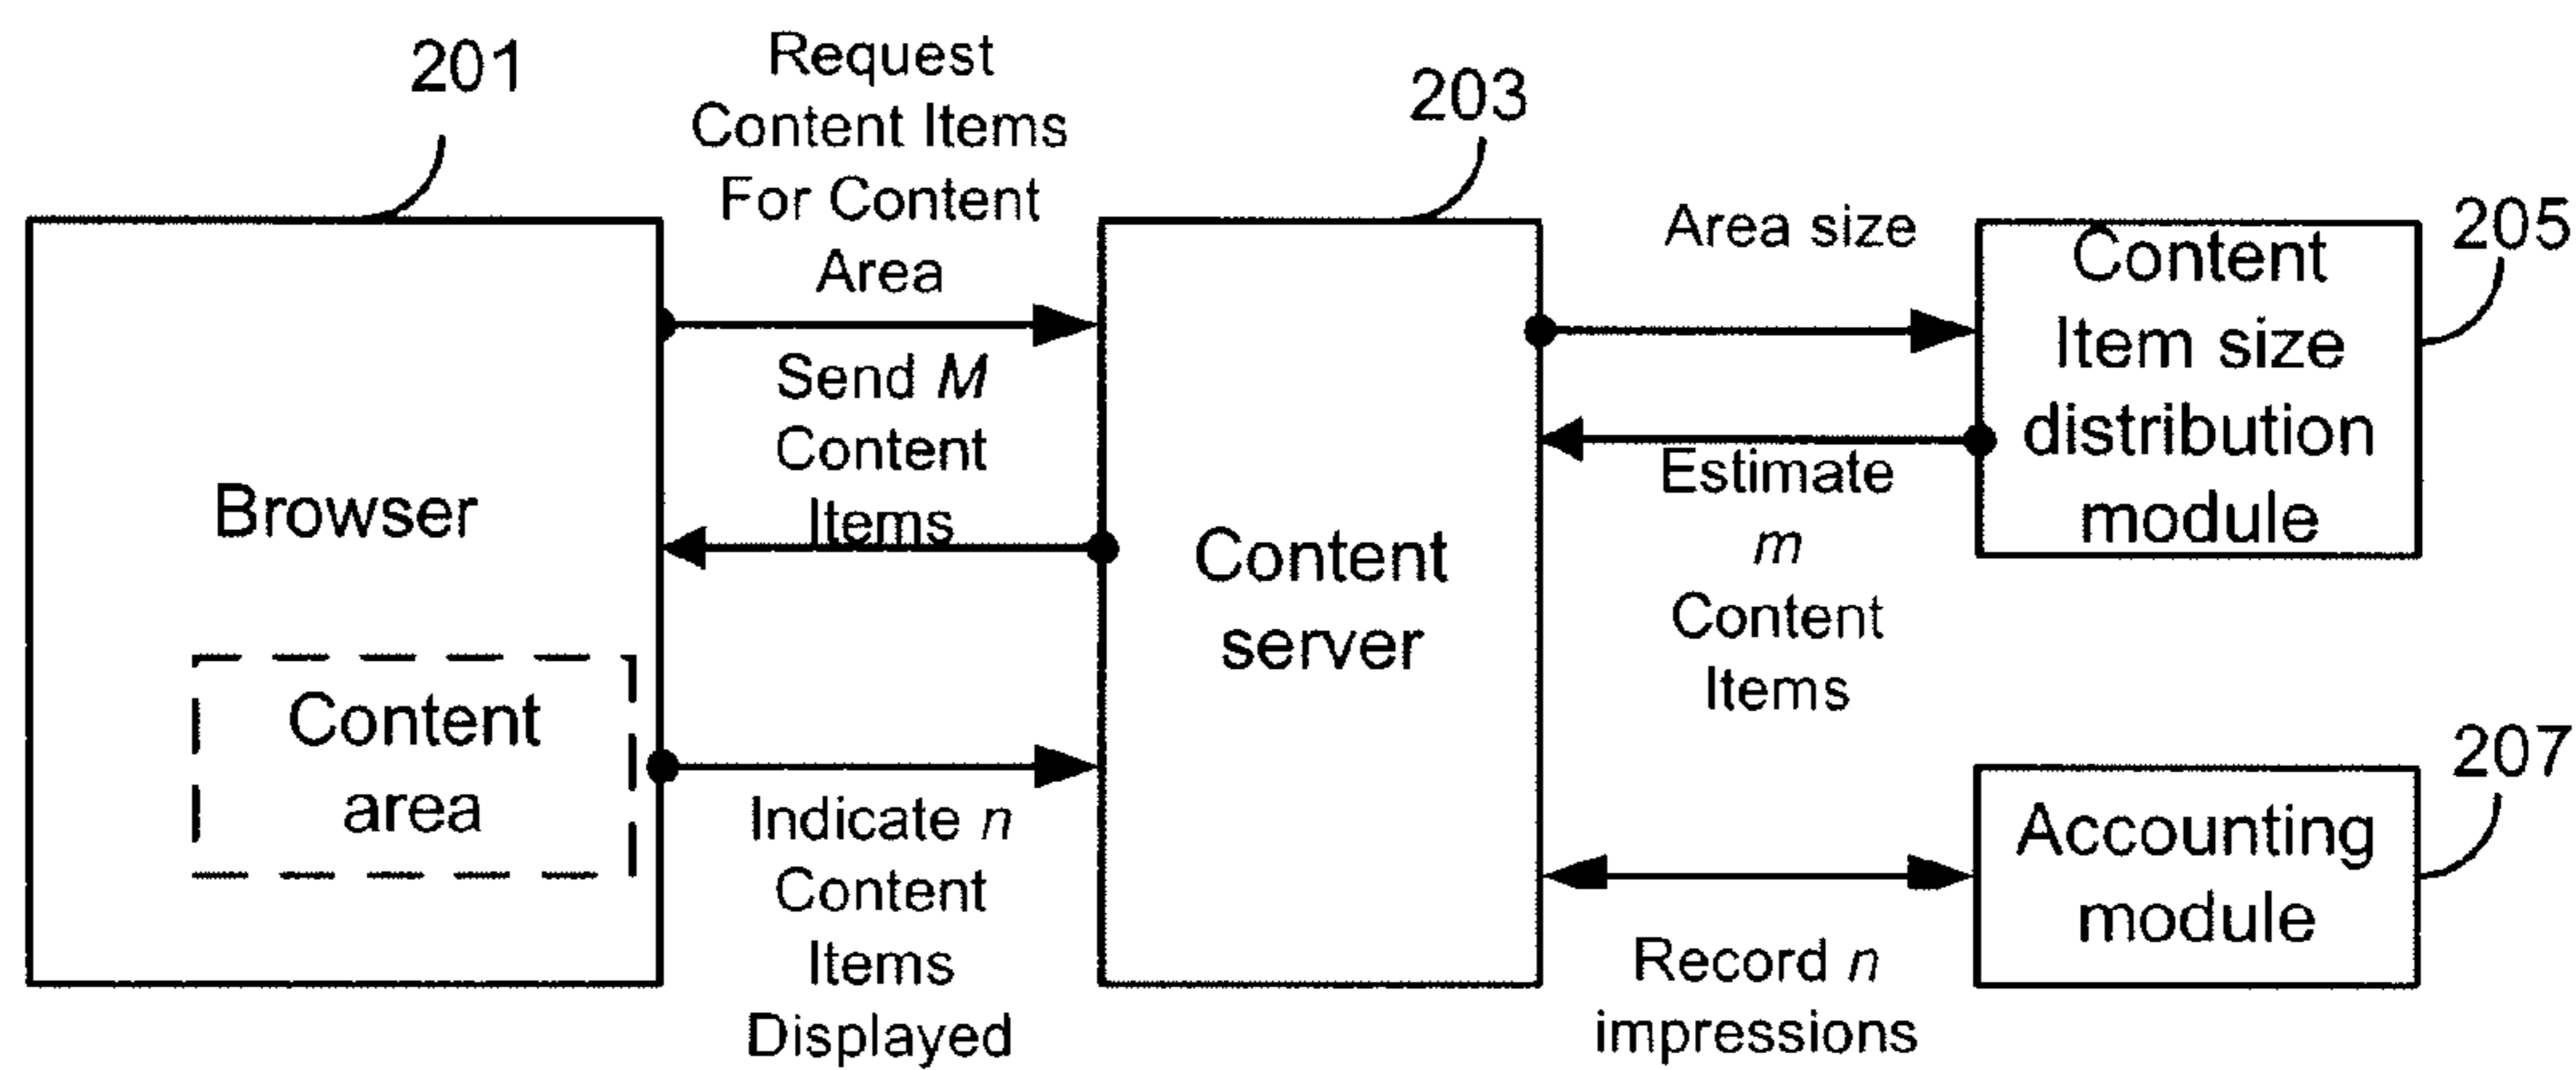 201
Request
Content Items
For Content
Area
203
Area size
205
Content
Item size
distribution
module
Send M
Content
Items
Browser
Estimate
m
Content
Items
Content
server
Content
area
Indicate n
Content
Items
Displayed
207
Accounting
module
Record n
impressions